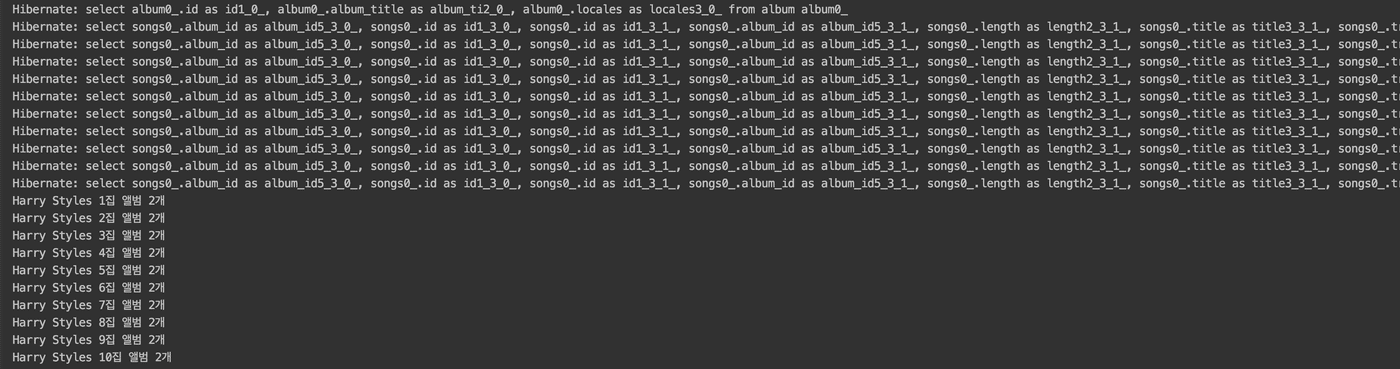 Hibernate: select album0_.id as id1_0_, album0_.album_title as album_ti2_0_, album0_.locales as locales3_0_ from album album0_
Hibernate: select songs0_.album_id as album_id5_3_0_, songs0_.id as id1_3_0_, songs0_.id as id1_3_1_, songs0_.album_id as album_id5_3_1_, songs0_.length as length2_3_1_, songs0_.title as title3_3_1_, songs0_.tr
Hibernate: select songs0_.album_id as album_id5_3_0_, songs0_.id as id1_3_0_, songs0_.id as id1_3_1_, songs0_.album_id as album_id5_3_1_, songs0_.length as length2_3_1_, songs0_.title as title3_3_1_, songs0_.tr
Hibernate: select songs0_.album_id as album_id5_3_0_, songs0_.id as id1_3_0_, songs0_.id as id1_3_1_, songs0_.album_id as album_id5_3_1_, songs0_.length as length2_3_1_, songs0_.title as title3_3_1_, songs0_.tr
Hibernate: select songs0_.album_id as album_id5_3_0_, songs0_.id as id1_3_0_, songs0_.id as id1_3_1_, songs0_.album_id as album_id5_3_1_, songs0_.length as length2_3_1_, songs0_.title as title3_3_1_, songs0_.tr
Hibernate: select songs0_.album_id as album_id5_3_0_, songs0_.id as id1_3_0_, songs0_.id as id1_3_1_, songs0_.album_id as album_id5_3_1_, songs0_.length as length2_3_1_, songs0_.title as title3_3_1_, songs0_.tr
Hibernate: select songs0_.album_id as album_id5_3_0_, songs0_.id as id1_3_0_, songs0_.id as id1_3_1_, songs0_.album_id as album_id5_3_1_, songs0_.length as length2_3_1_, songs0_.title as title3_3_1_, songs0_.tr
Hibernate: select songs0_.album_id as album_id5_3_0_, songs0_.id as id1_3_0_, songs0_.id as id1_3_1_, songs0_.album_id as album_id5_3_1_, songs0_.length as length2_3_1_, songs0_.title as title3_3_1_, songs0_.tr
Hibernate: select songs0_.album_id as album_id5_3_0_, songs0_.id as id1_3_0_, songs0_.id as id1_3_1_, songs0_.album_id as album_id5_3_1_, songs0_.length as length2_3_1_, songs0_.title as title3_3_1_, songs0_.tr
Hibernate: select songs0_.album_id as album_id5_3_0_, songs0_.id as id1_3_0_, songs0_.id as id1_3_1_, songs0_.album_id as album_id5_3_1_, songs0_.length as length2_3_1_, songs0_.title as title3_3_1_, songs0_.tr
Hibernate: select songs0_.album_id as album_id5_3_0_, songs0_.id as id1_3_0_, songs0_.id as id1_3_1_, songs0_.album_id as album_id5_3_1_, songs0_.length as length2_3_1_, songs0_.title as title3_3_1_, songs0_.tr
Harry Styles 1집 앨범 2개
Harry Styles 2집 앨범 2개
Harry Styles 3집 앨범 2개
Harry Styles 4집 앨범 2개
Harry Styles 5집 앨범 2개
Harry Styles 6집 앨범 2개
Harry Styles 7집 앨범 2개
Harry Styles 8집 앨범 2개
Harry Styles 9집 앨범 2개
Harry Styles 10집 앨범 2개